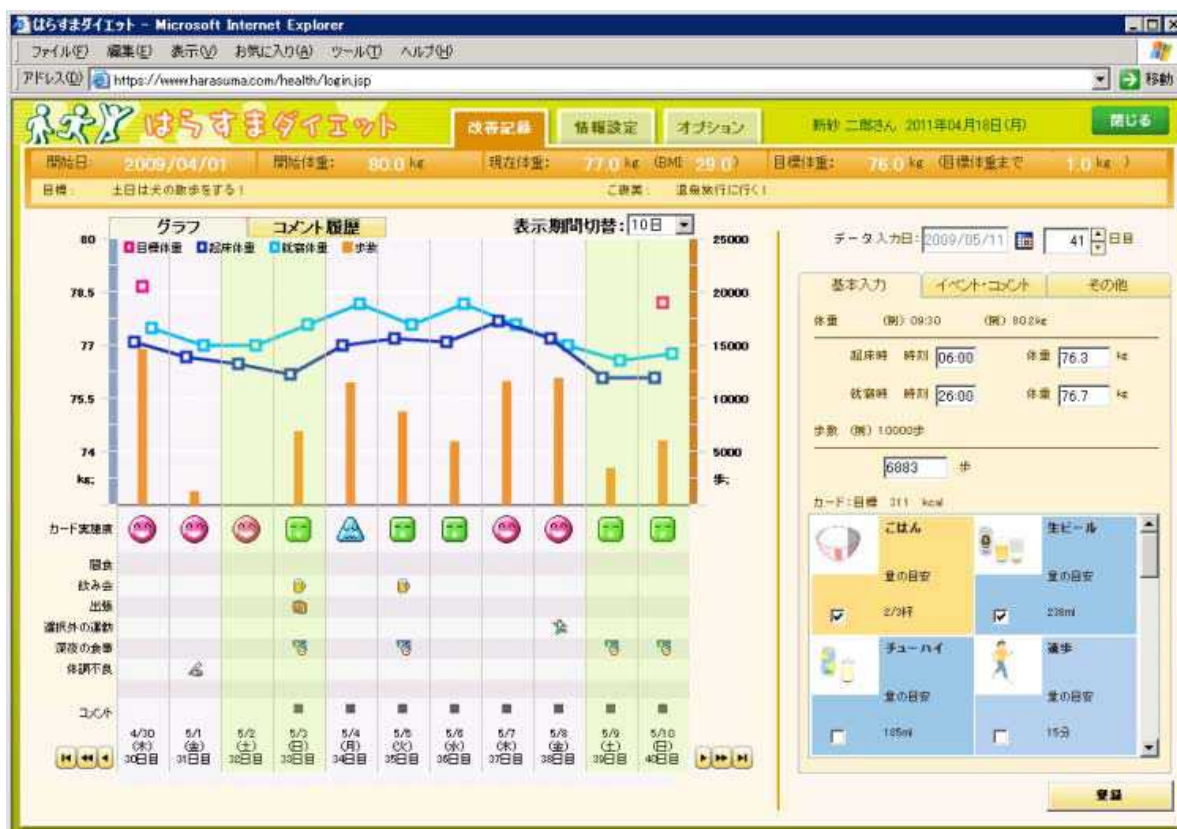 はらすまダイエット - Microsoft Internet Explorer
ファイル(F) 編集(E) 表示(V) お気に入り(A) ツール(T) ヘルプ(H)
アドレス(D) https://www.harasuma.com/health/login.jsp 移動
はらすまダイエット 改善記録 情報設定 オプション 新砂 二郎さん 2011年04月18日(月) 閉じる
開始日 2009/04/01 開始体重: 80.0 kg 現在体重: 77.0 kg (BMI 29.0) 目標体重: 76.0 kg (目標体重まで 1.0 kg )
目標: 土日は犬の散歩をする! ご褒美: 温泉旅行に行く!
グラフ コメント履歴 表示期間切替: 10日
目標体重 起床体重 就寝体重 歩数
80 25000
78.5 20000
77 15000
75.5 10000
74 5000
kg; 歩;
カード実施度
間食
飲み会
出張
選択外の運動
深夜の食事
体調不良
コメント
4/30 5/1 5/2 5/3 5/4 5/5 5/6 5/7 5/8 5/9 5/10
(木) (金) (土) (日) (月) (火) (水) (木) (金) (土) (日)
30日目 31日目 32日目 33日目 34日目 35日目 36日目 37日目 38日目 39日目 40日目
データ入力日: 2009/05/11 41 日目
基本入力 イベント・コメント その他
体重 (例) 09:30 (例) 80.2kg
起床時 時刻 06:00 体重 76.3 kg
就寝時 時刻 26:00 体重 76.7 kg
歩数 (例) 10000歩
6883 歩
カード:目標 311 kcal
ごはん 生ビール
量の目安 量の目安
2/3杯 238ml
チューハイ 速歩
量の目安 量の目安
185ml 15分
登録